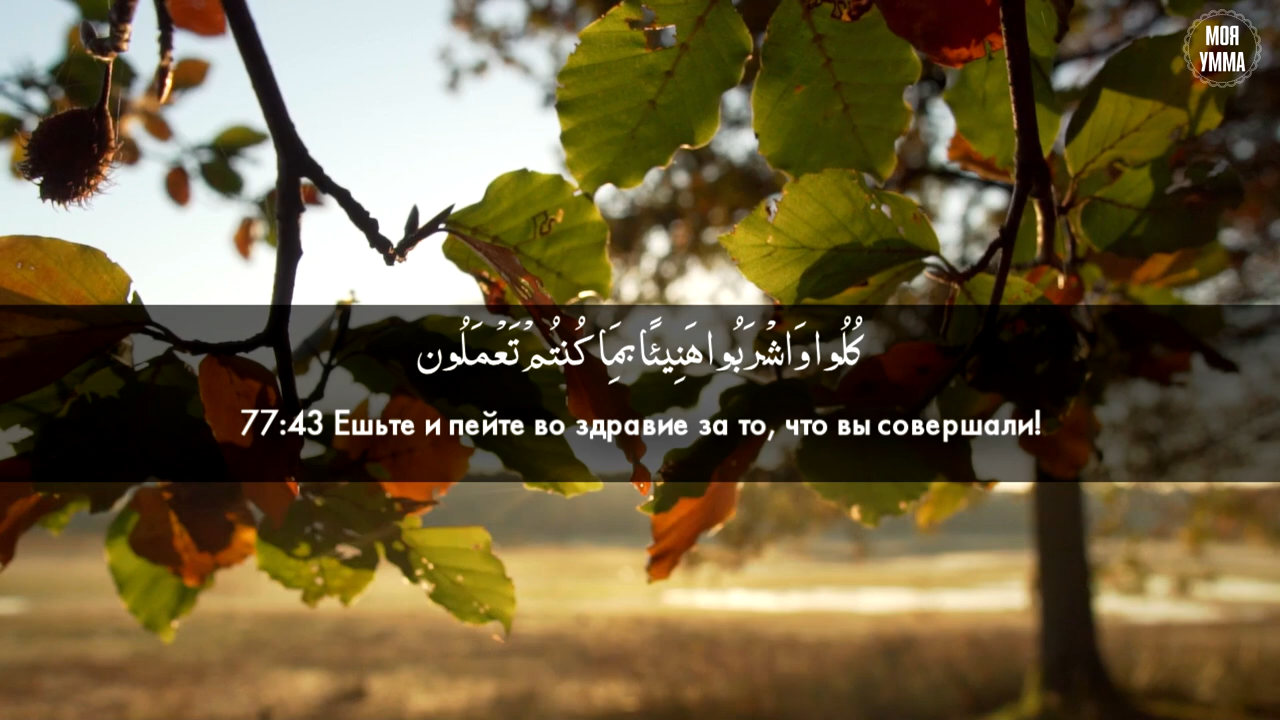 МОЯ
УММА
كُلُوا وَاشْرَبُوا هَنِيئًا بِمَا كُنتُمْ تَعْمَلُونَ
77:43 Ешьте и пейте во здравие за то, что вы совершали!